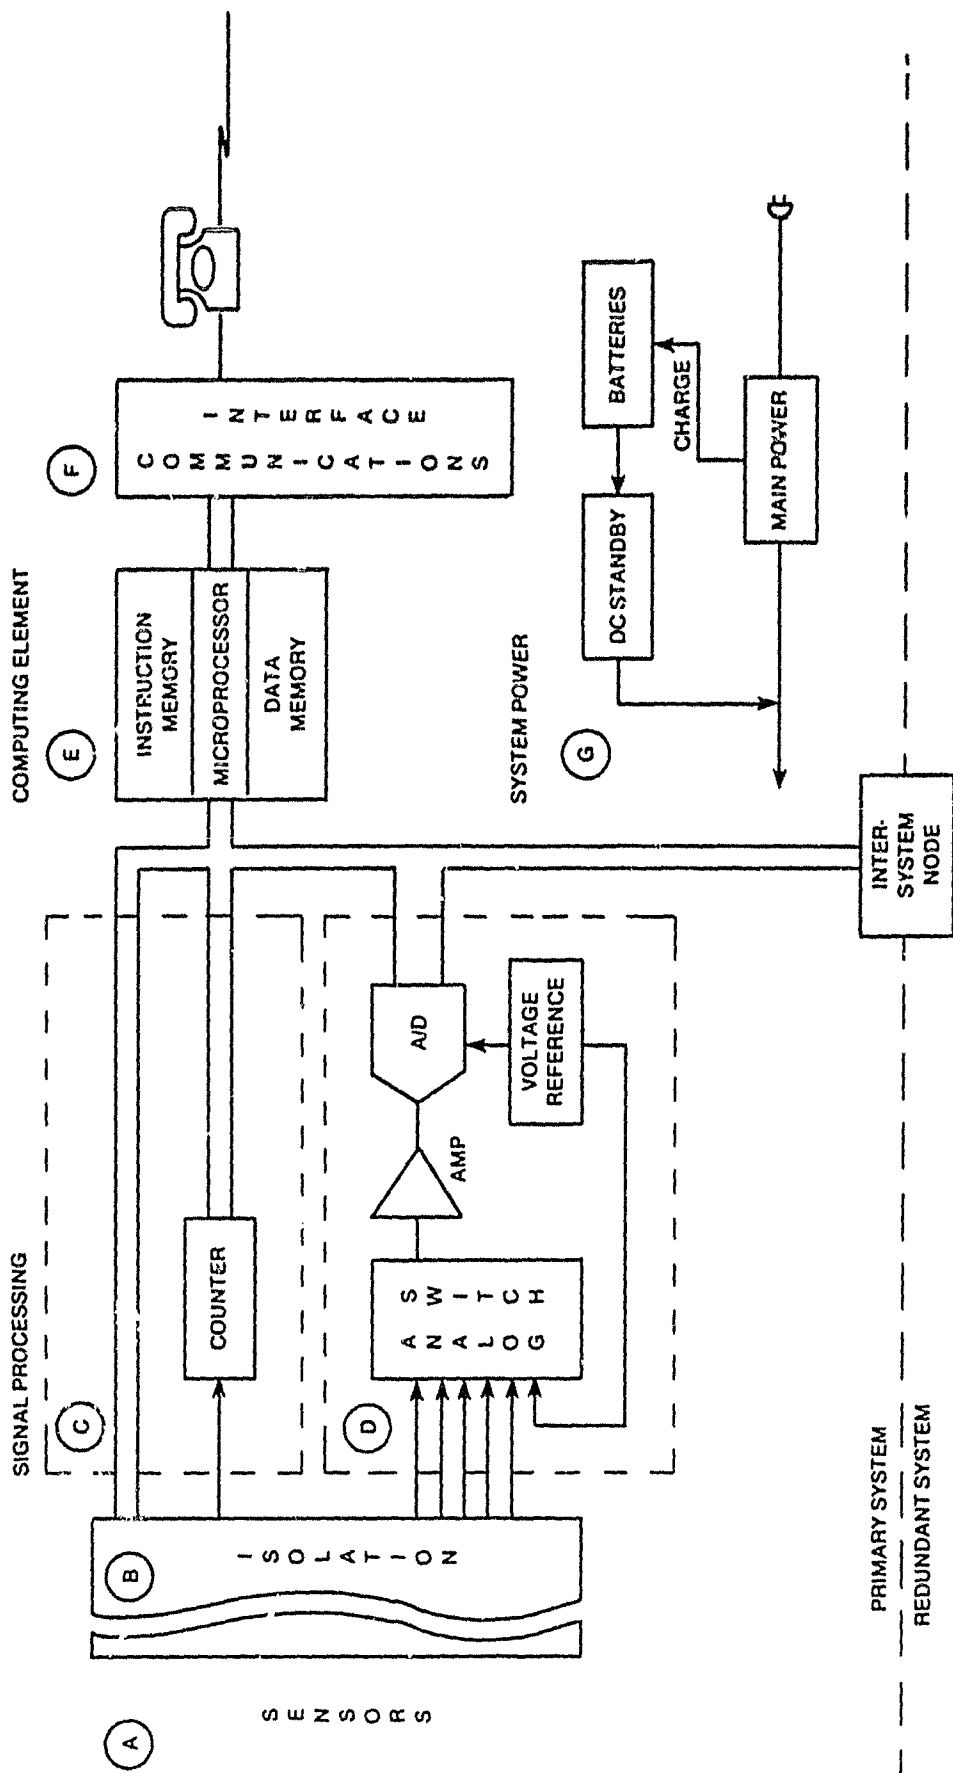 SIGNAL PROCESSING
COMPUTING ELEMENT
A
SENSORS
B
ISOLATION
C
COUNTER
D
ANALOG
SWITCH
AMP
A/D
VOLTAGE
REFERENCE
E
INSTRUCTION
MEMORY
MICROPROCESSOR
DATA
MEMORY
F
COMMUNICATIONS
INTERFACE
SYSTEM POWER
G
DC STANDBY
BATTERIES
CHARGE
MAIN POWER
PRIMARY SYSTEM
REDUNDANT SYSTEM
INTER-
SYSTEM
NODE